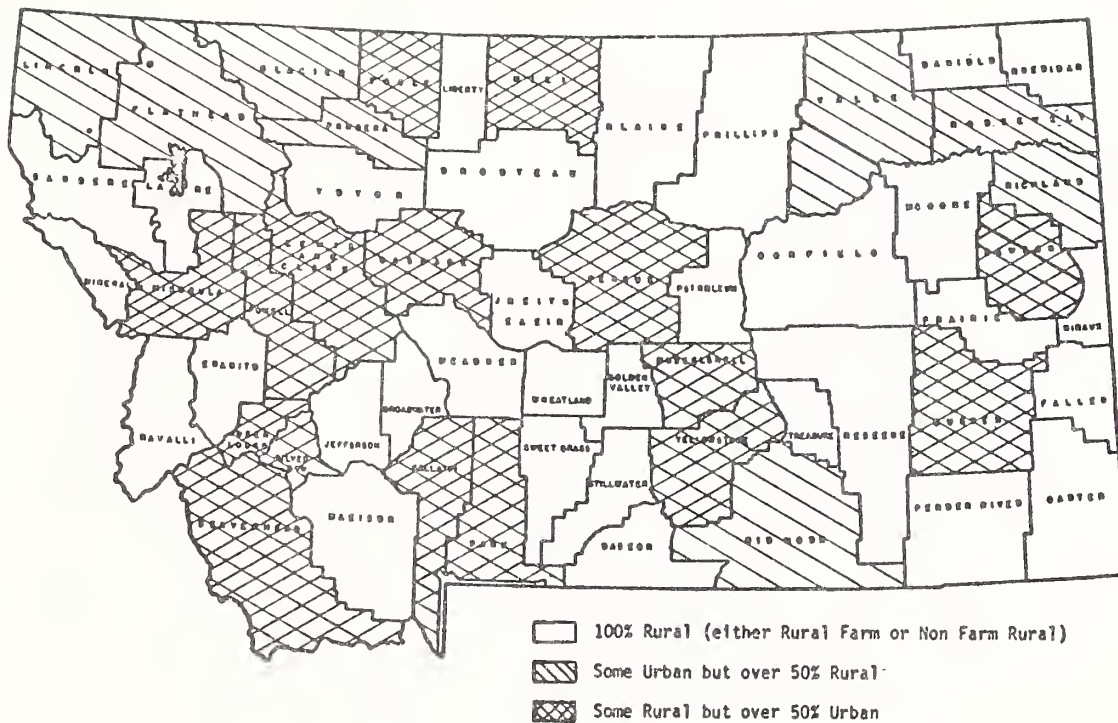 LINCOLN
FLATHEAD
GLACIER
TOOLE
LIBERTY
HILL
BLAINE
PHILLIPS
VALLEY
DANIELS
SHERIDAN
ROOSEVELT
PONDERA
SANDERS
LAKE
TETON
CHOUTEAU
RICHLAND
MCCONE
DAWSON
GARFIELD
LEWIS
AND
CLARK
CASCADE
FERGUS
PETROLEUM
MINERAL
MISSOULA
POWELL
JUDITH
BASIN
PRAIRIE
WIBAUX
GRANITE
MEAGHER
MUSSELSHELL
WHEATLAND
GOLDEN
VALLEY
BROADWATER
TREASURE
ROSEBUD
CUSTER
FALLON
RAVALLI
DEER
LODGE
SILVER
BOW
JEFFERSON
GALLATIN
SWEET GRASS
YELLOWSTONE
STILLWATER
BEAVERHEAD
MADISON
PARK
CARBON
BIG HORN
POWDER RIVER
CARTER
100% Rural (either Rural Farm or Non Farm Rural)
Some Urban but over 50% Rural
Some Rural but over 50% Urban